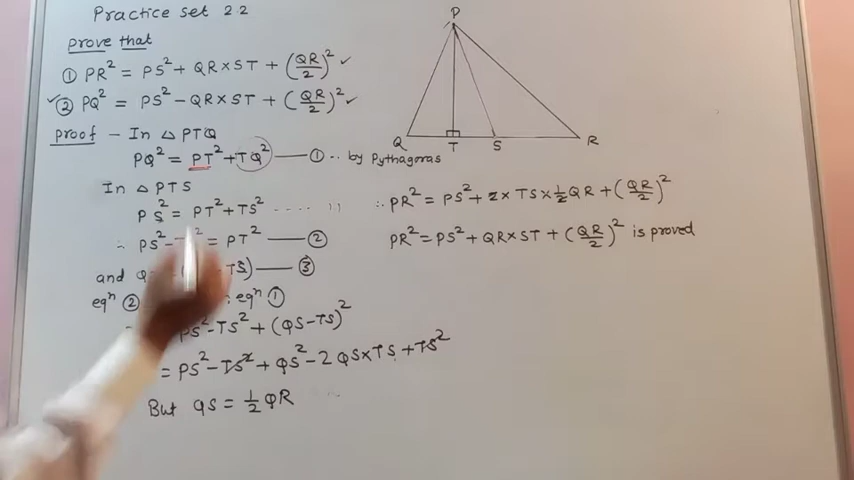 Practice set 2.2
prove that
① PR² = PS² + QR×ST + (QR/2)² ✓
✓② PQ² = PS² - QR×ST + (QR/2)² ✓
proof - In △PTQ
PQ² = PT² + TQ² —— ① .. by Pythagoras
In △PTS
PS² = PT² + TS² .... ,,
∴ PS² - = PT² —— ②
and TS) —— ③
eqⁿ ② eqⁿ ①
PS² - TS² + (QS-TS)²
= PS² - TS² + QS² - 2 QS×TS + TS²
But QS = 1/2 QR
P
Q T S R
∴ PR² = PS² + 2 × TS × 1/2 QR + (QR/2)²
PR² = PS² + QR×ST + (QR/2)² is proved